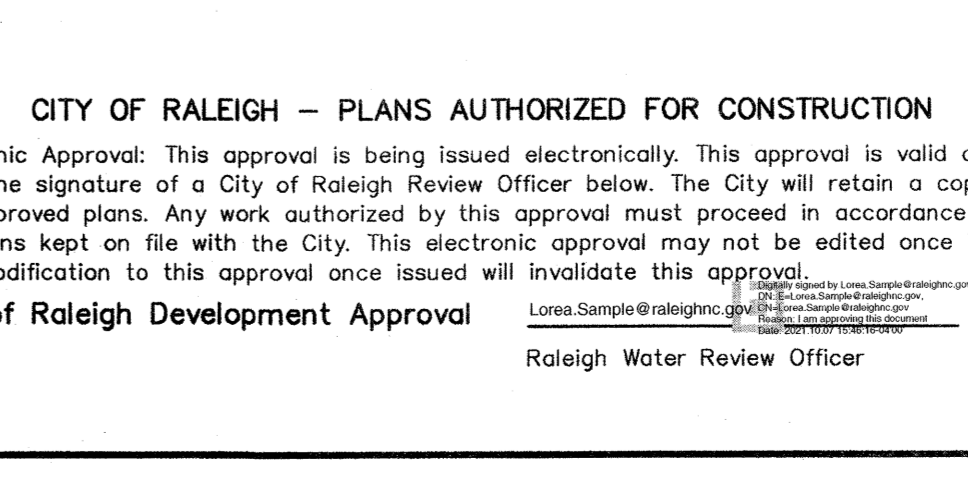 CITY OF RALEIGH – PLANS AUTHORIZED FOR CONSTRUCTION
nic Approval: This approval is being issued electronically. This approval is valid
he signature of a City of Raleigh Review Officer below. The City will retain a cop
proved plans. Any work authorized by this approval must proceed in accordance
ns kept on file with the City. This electronic approval may not be edited once
odification to this approval once issued will invalidate this approval.
of Raleigh Development Approval
Lorea.Sample@raleighnc.gov
Digitally signed by Lorea.Sample@raleighnc.gov
DN: E=Lorea.Sample@raleighnc.gov,
CN=Lorea.Sample@raleighnc.gov
Reason: I am approving this document
Date: 2021.10.07 15:46:16-04'00'
Raleigh Water Review Officer